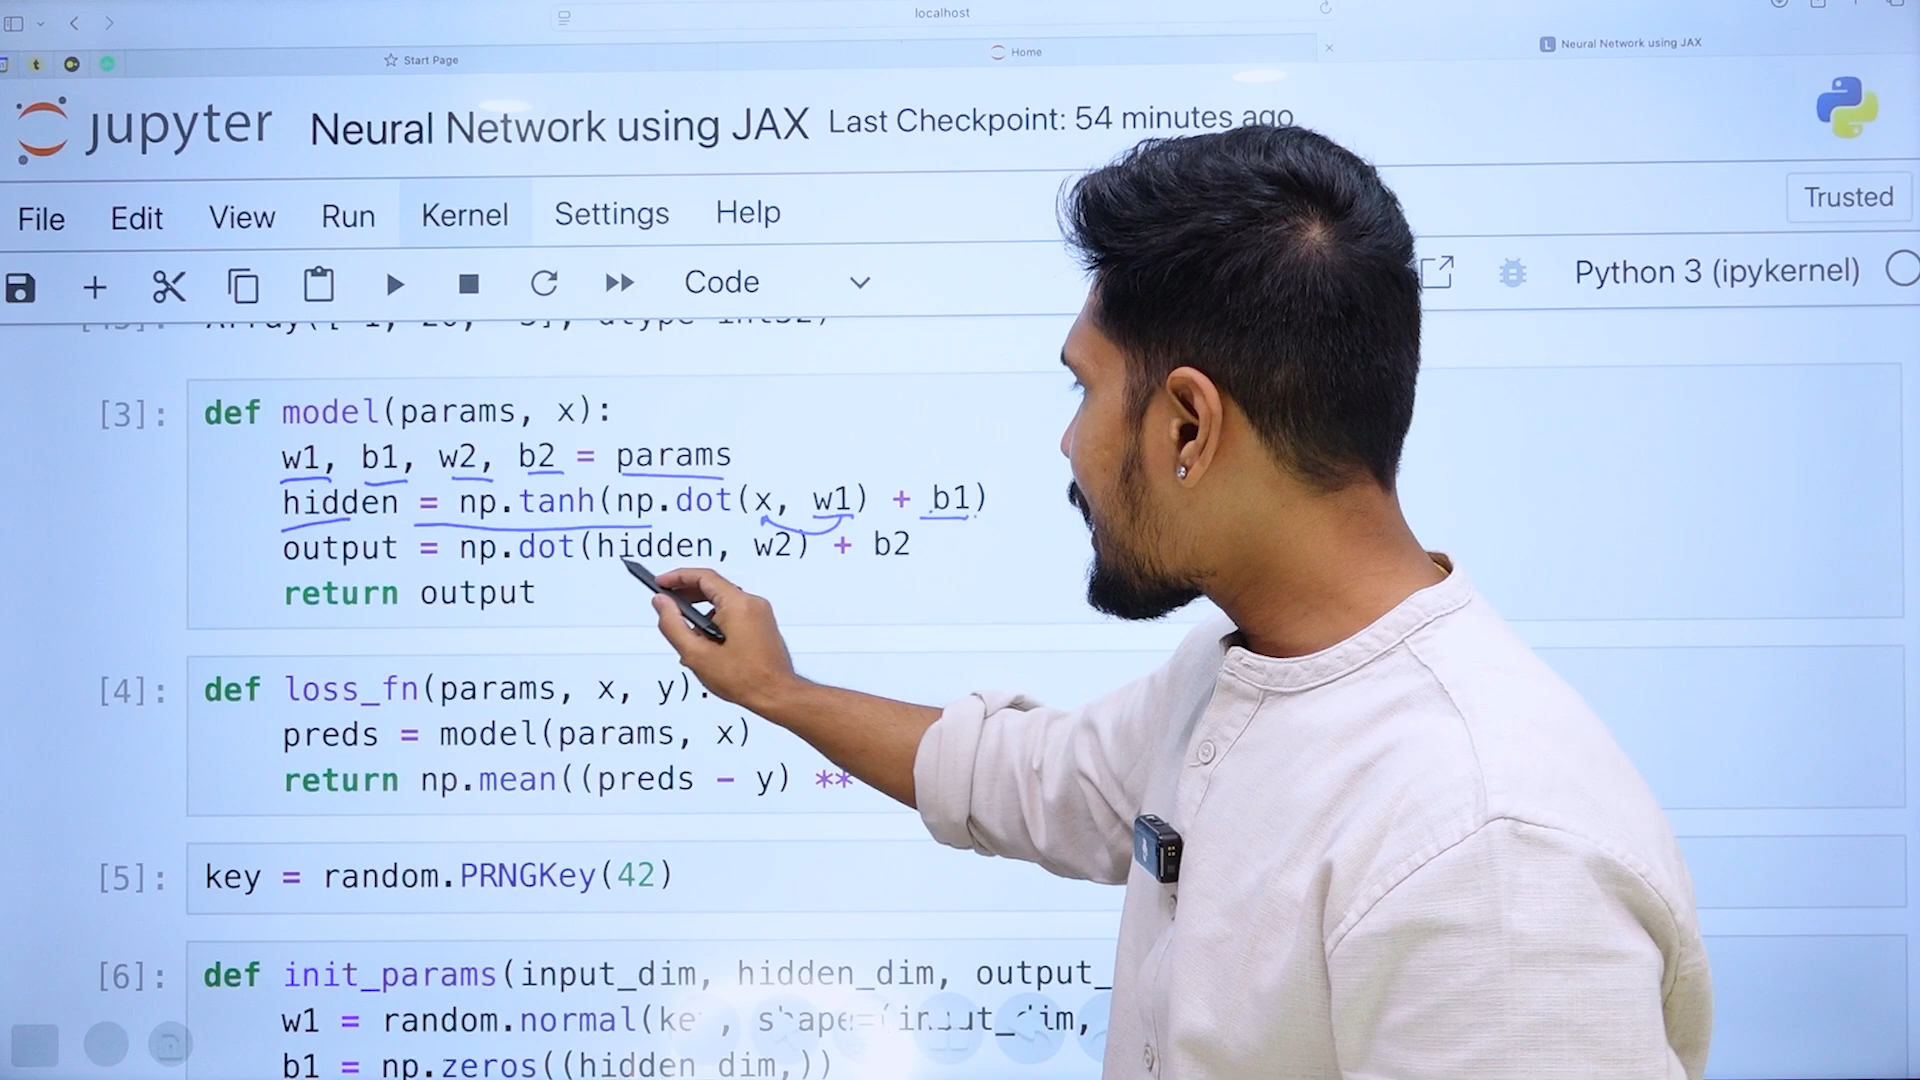 localhost
t
Start Page
Home
L Neural Network using JAX
jupyter Neural Network using JAX Last Checkpoint: 54 minutes ago
File Edit View Run Kernel Settings Help
Trusted
Code
Python 3 (ipykernel)
[3]: def model(params, x):
w1, b1, w2, b2 = params
hidden = np.tanh(np.dot(x, w1) + b1)
output = np.dot(hidden, w2) + b2
return output
[4]: def loss_fn(params, x, y):
preds = model(params, x)
return np.mean((preds - y) **
[5]: key = random.PRNGKey(42)
[6]: def init_params(input_dim, hidden_dim, output_
w1 = random.normal(key, shape=(input_dim,
b1 = np.zeros((hidden_dim,))